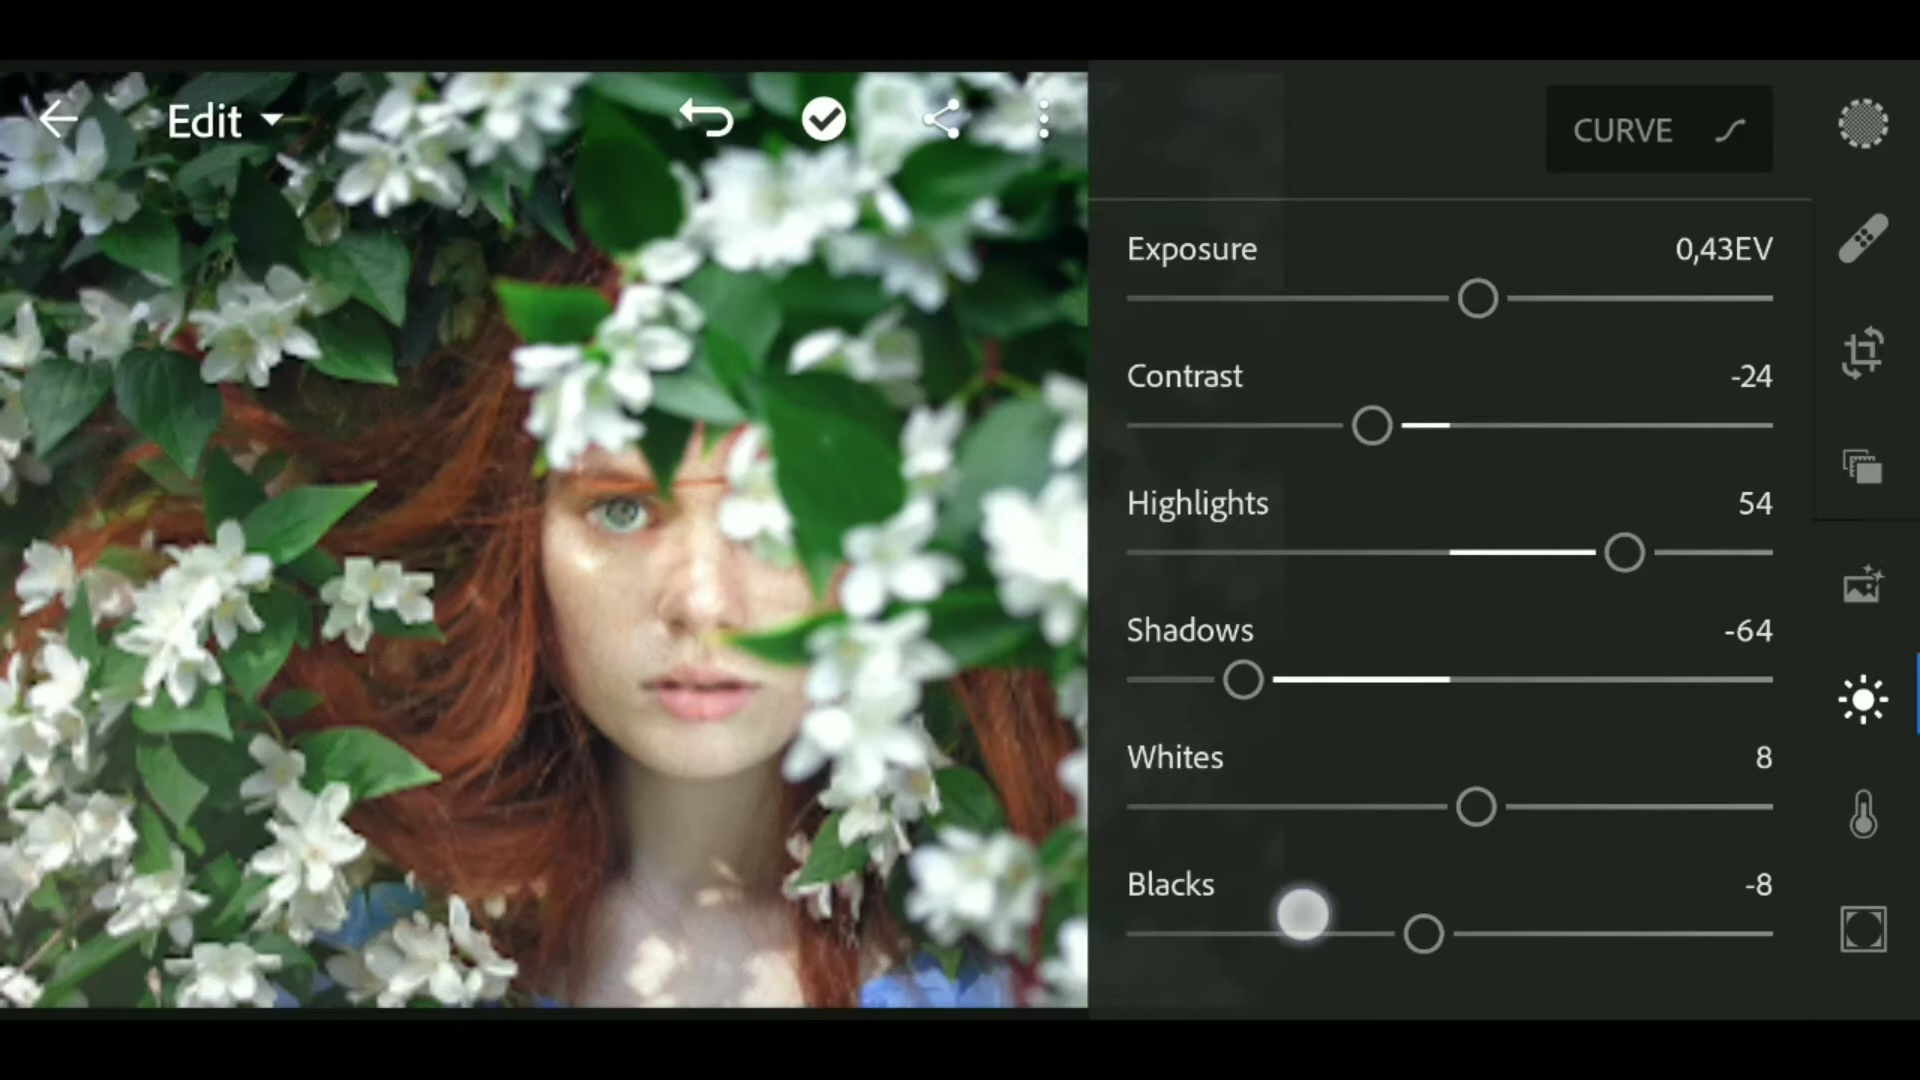 Edit
CURVE
Exposure 0,43EV
Contrast -24
Highlights 54
Shadows -64
Whites 8
Blacks -8